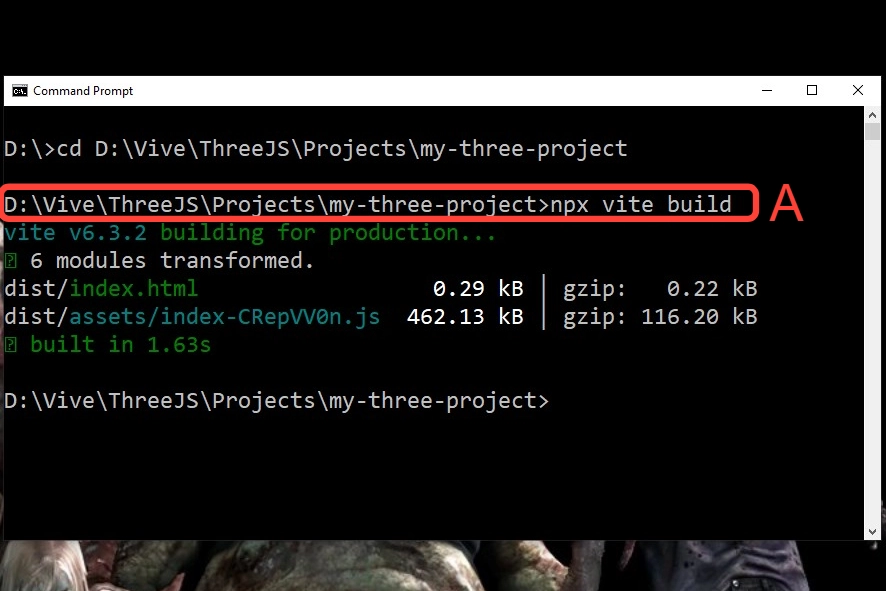 Command Prompt
D:\>cd D:\Vive\ThreeJS\Projects\my-three-project
D:\Vive\ThreeJS\Projects\my-three-project>npx vite build
A
vite v6.3.2 building for production...
6 modules transformed.
dist/index.html 0.29 kB │ gzip: 0.22 kB
dist/assets/index-CRepVV0n.js 462.13 kB │ gzip: 116.20 kB
built in 1.63s
D:\Vive\ThreeJS\Projects\my-three-project>